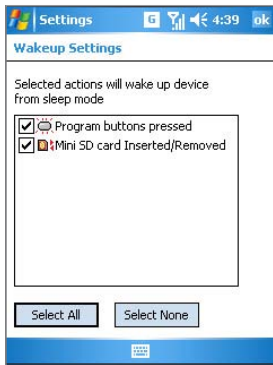 Settings G 4:39 ok
Wakeup Settings
Selected actions will wake up device
from sleep mode
Program buttons pressed
Mini SD card Inserted/Removed
Select All Select None